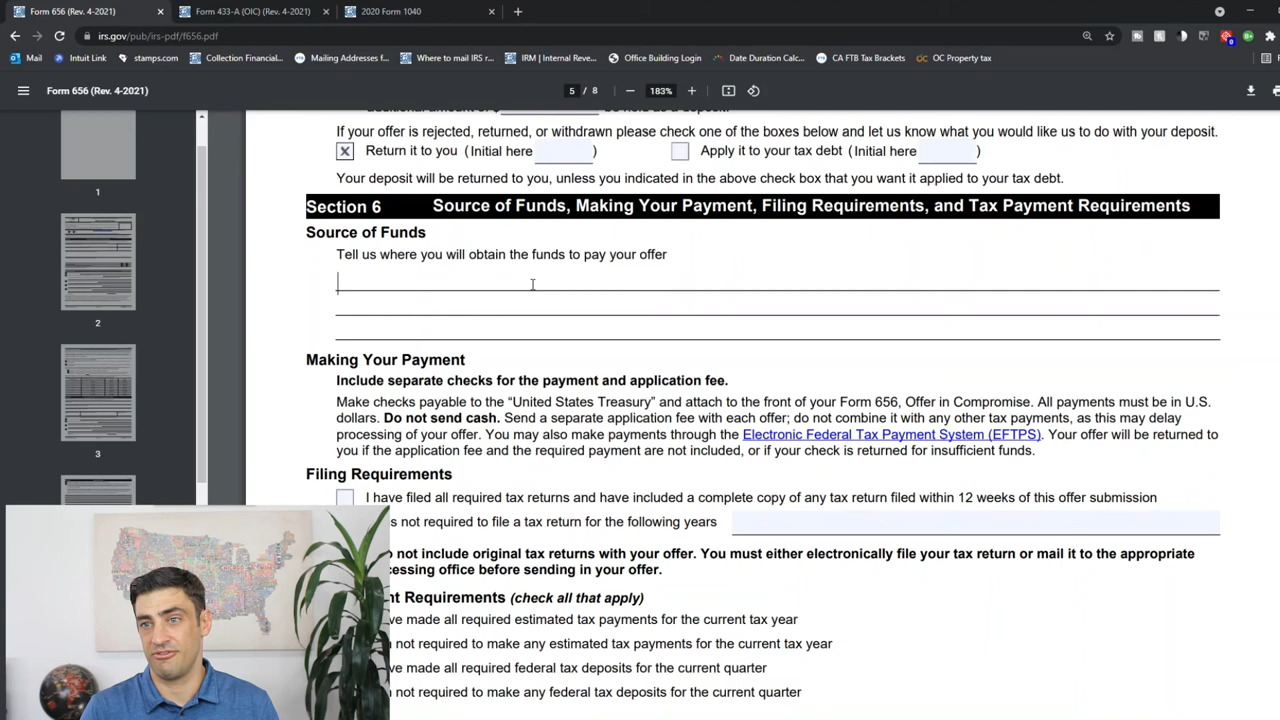 Form 656 (Rev. 4-2021)
Form 433-A (OIC) (Rev. 4-2021)
2020 Form 1040
irs.gov/pub/irs-pdf/f656.pdf
Mail
Intuit Link
stamps.com
Collection Financial...
Mailing Addresses f...
Where to mail IRS r...
IRM | Internal Reve...
Office Building Login
Date Duration Calc...
CA FTB Tax Brackets
OC Property tax
Form 656 (Rev. 4-2021)
5 / 8
183%
additional amount of $ be held as a deposit.
If your offer is rejected, returned, or withdrawn please check one of the boxes below and let us know what you would like us to do with your deposit.
X Return it to you (Initial here ) Apply it to your tax debt (Initial here )
Your deposit will be returned to you, unless you indicated in the above check box that you want it applied to your tax debt.
Section 6 Source of Funds, Making Your Payment, Filing Requirements, and Tax Payment Requirements
Source of Funds
Tell us where you will obtain the funds to pay your offer
Making Your Payment
Include separate checks for the payment and application fee.
Make checks payable to the “United States Treasury” and attach to the front of your Form 656, Offer in Compromise. All payments must be in U.S.
dollars. Do not send cash. Send a separate application fee with each offer; do not combine it with any other tax payments, as this may delay
processing of your offer. You may also make payments through the Electronic Federal Tax Payment System (EFTPS). Your offer will be returned to
you if the application fee and the required payment are not included, or if your check is returned for insufficient funds.
Filing Requirements
I have filed all required tax returns and have included a complete copy of any tax return filed within 12 weeks of this offer submission
s not required to file a tax return for the following years
o not include original tax returns with your offer. You must either electronically file your tax return or mail it to the appropriate
cessing office before sending in your offer.
nt Requirements (check all that apply)
ve made all required estimated tax payments for the current tax year
not required to make any estimated tax payments for the current tax year
ve made all required federal tax deposits for the current quarter
not required to make any federal tax deposits for the current quarter
1
2
3